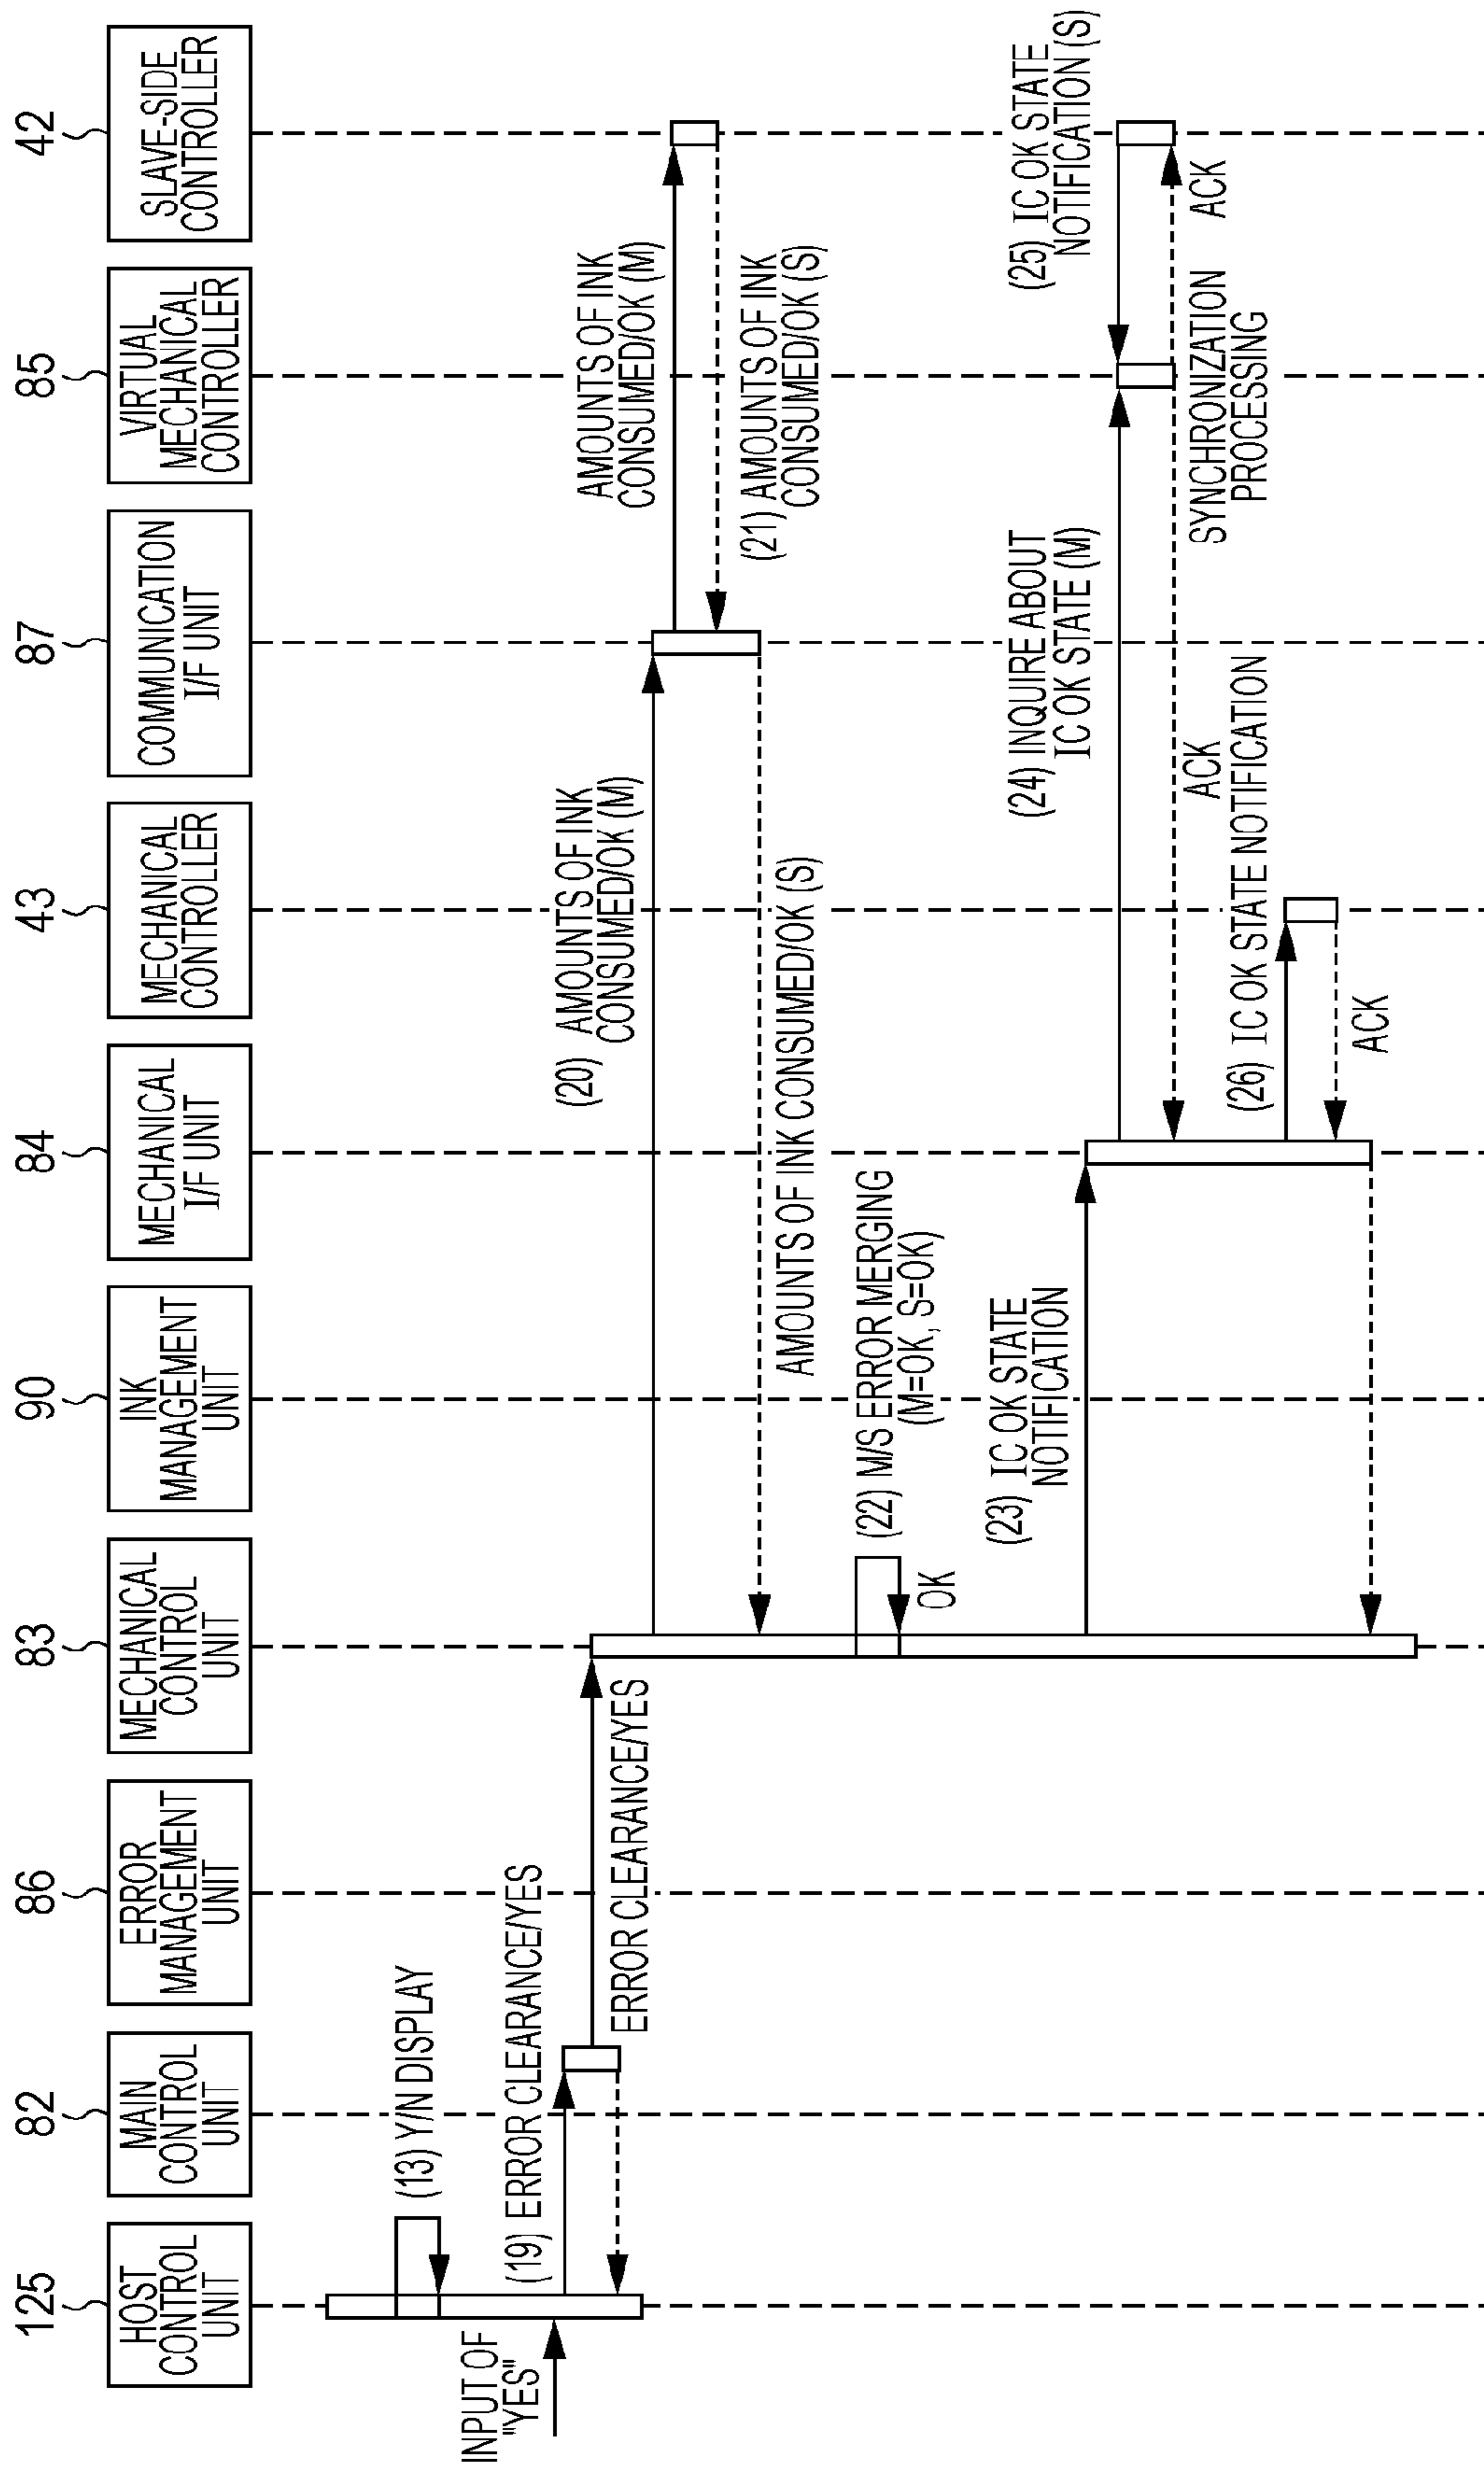 125
HOST
CONTROL
UNIT
82
MAIN
CONTROL
UNIT
86
ERROR
MANAGEMENT
UNIT
83
MECHANICAL
CONTROL
UNIT
90
INK
MANAGEMENT
UNIT
84
MECHANICAL
I/F UNIT
43
MECHANICAL
CONTROLLER
87
COMMUNICATION
I/F UNIT
85
VIRTUAL
MECHANICAL
CONTROLLER
42
SLAVE-SIDE
CONTROLLER
(13) Y/N DISPLAY
INPUT OF
"YES"
(19) ERROR CLEARANCE/YES
ERROR CLEARANCE/YES
(20) AMOUNTS OF INK
CONSUMED/OK (M)
AMOUNTS OF INK
CONSUMED/OK (M)
(21) AMOUNTS OF INK
CONSUMED/OK (S)
AMOUNTS OF INK CONSUMED/OK (S)
(22) M/S ERROR MERGING
(M=OK, S=OK)
OK
(23) IC OK STATE
NOTIFICATION
(24) INQUIRE ABOUT
IC OK STATE (M)
(25) IC OK STATE
NOTIFICATION (S)
ACK
SYNCHRONIZATION
PROCESSING
ACK
(26) IC OK STATE NOTIFICATION
ACK